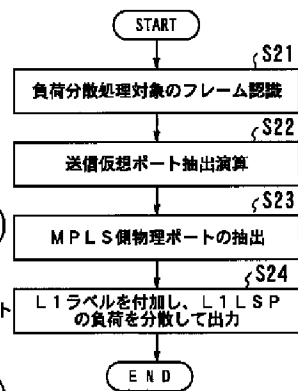 START
S21
負荷分散処理対象のフレーム認識
S22
送信仮想ポート抽出演算
S23
MPLS側物理ポートの抽出
S24
ト
L1ラベルを付加し、L1LSP
の負荷を分散して出力
END